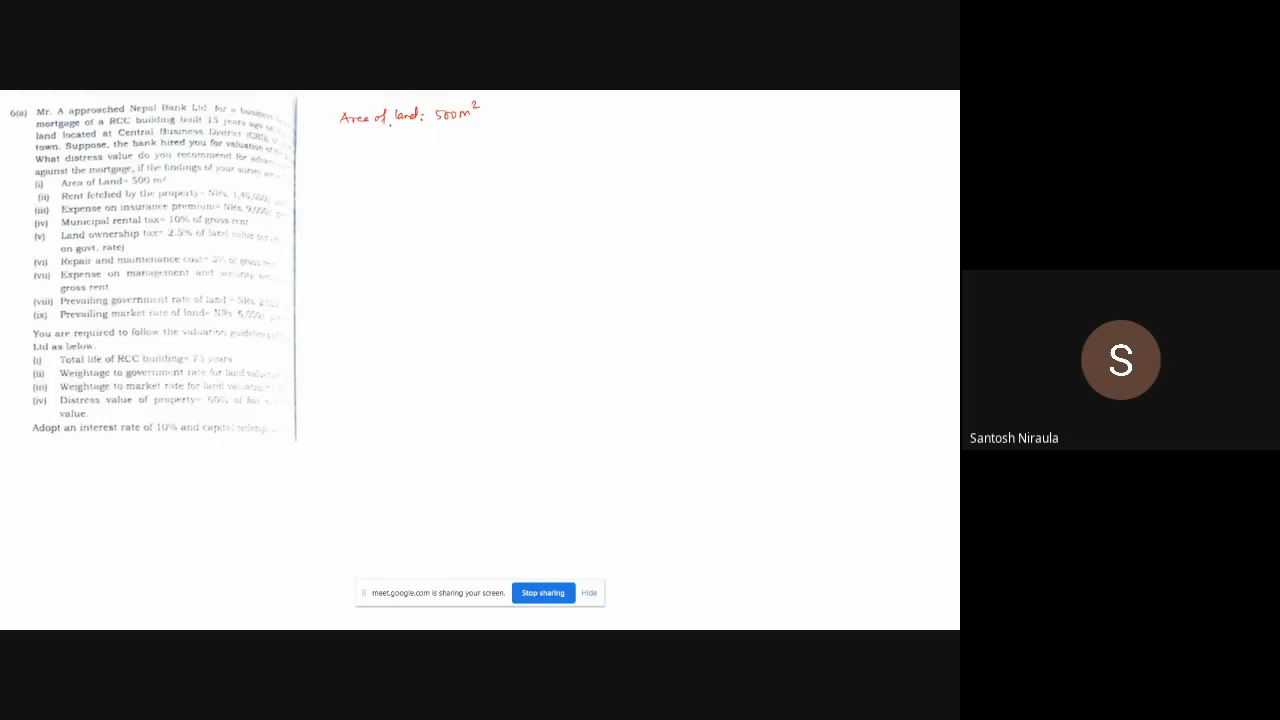 6(a) Mr. A approached Nepal Bank Ltd for a business
mortgage of a RCC building built 15 years ago on
land located at Central Business District (CBD) of
town. Suppose, the bank hired you for valuation of the
What distress value do you recommend for
against the mortgage, if the findings of your survey are
(i) Area of Land= 500 m²
(ii) Rent fetched by the property= NRs. 1,40,000/
(iii) Expense on insurance premium= NRs. 9,000/
(iv) Municipal rental tax= 10% of gross rent
(v) Land ownership tax= 2.5% of land value
on govt. rate)
(vi) Repair and maintenance cost= 5% of gross rent
(vii) Expense on management and security
gross rent
(viii) Prevailing government rate of land = NRs.
(ix) Prevailing market rate of land= NRs.
You are required to follow the valuation guidelines of
Ltd as below.
(i) Total life of RCC building= 75 years
(ii) Weightage to government rate for land
(iii) Weightage to market rate for land
(iv) Distress value of property= of fair
value.
Adopt an interest rate of 10% and capital
Area of land: 500 m²
Santosh Niraula
S
meet.google.com is sharing your screen. Stop sharing Hide